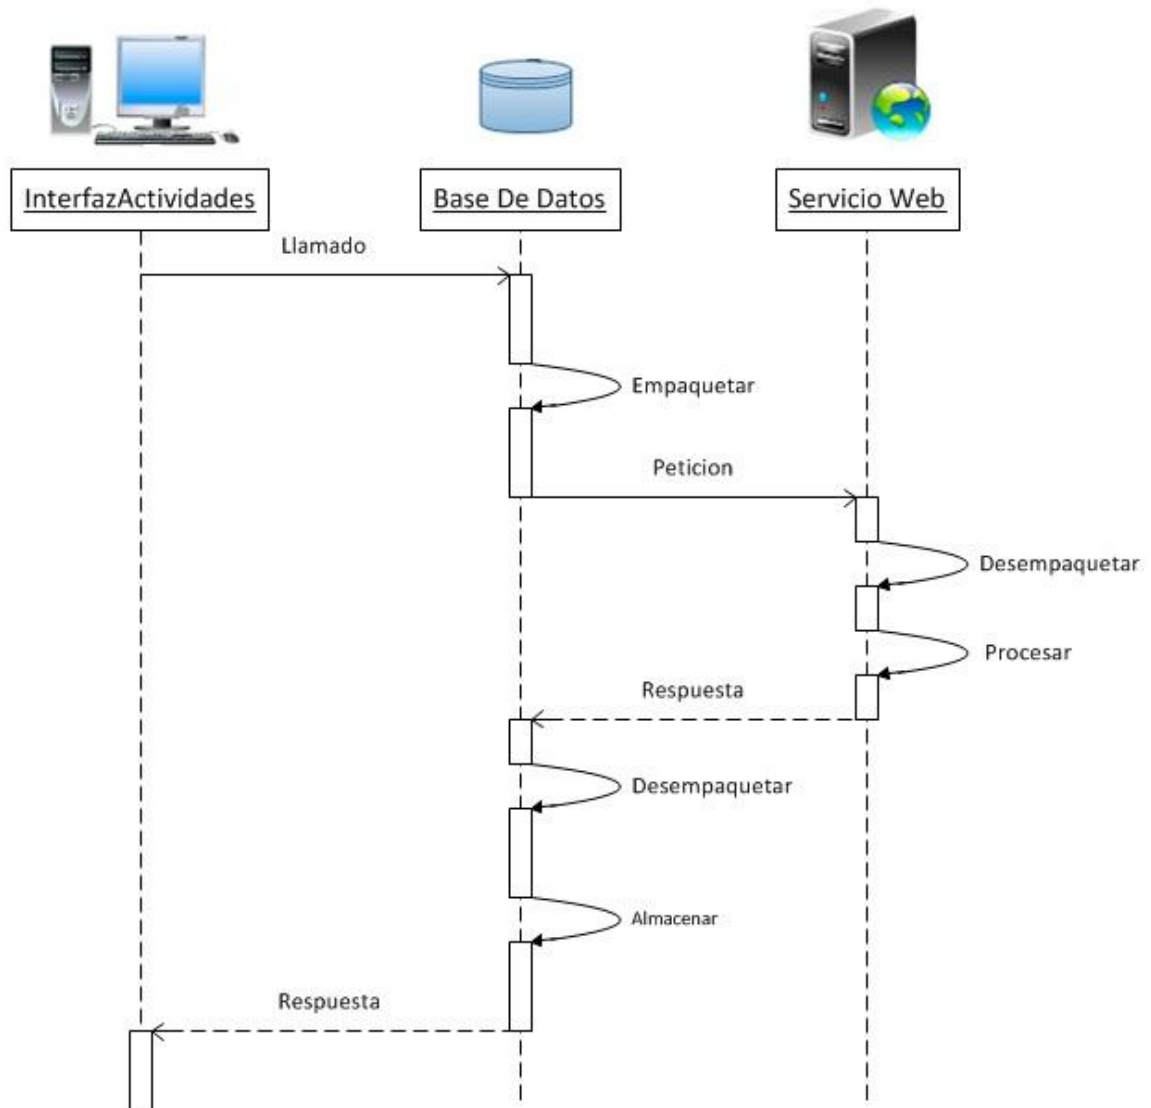 InterfazActividades
Base De Datos
Servicio Web
Llamado
Empaquetar
Peticion
Desempaquetar
Procesar
Respuesta
Desempaquetar
Almacenar
Respuesta